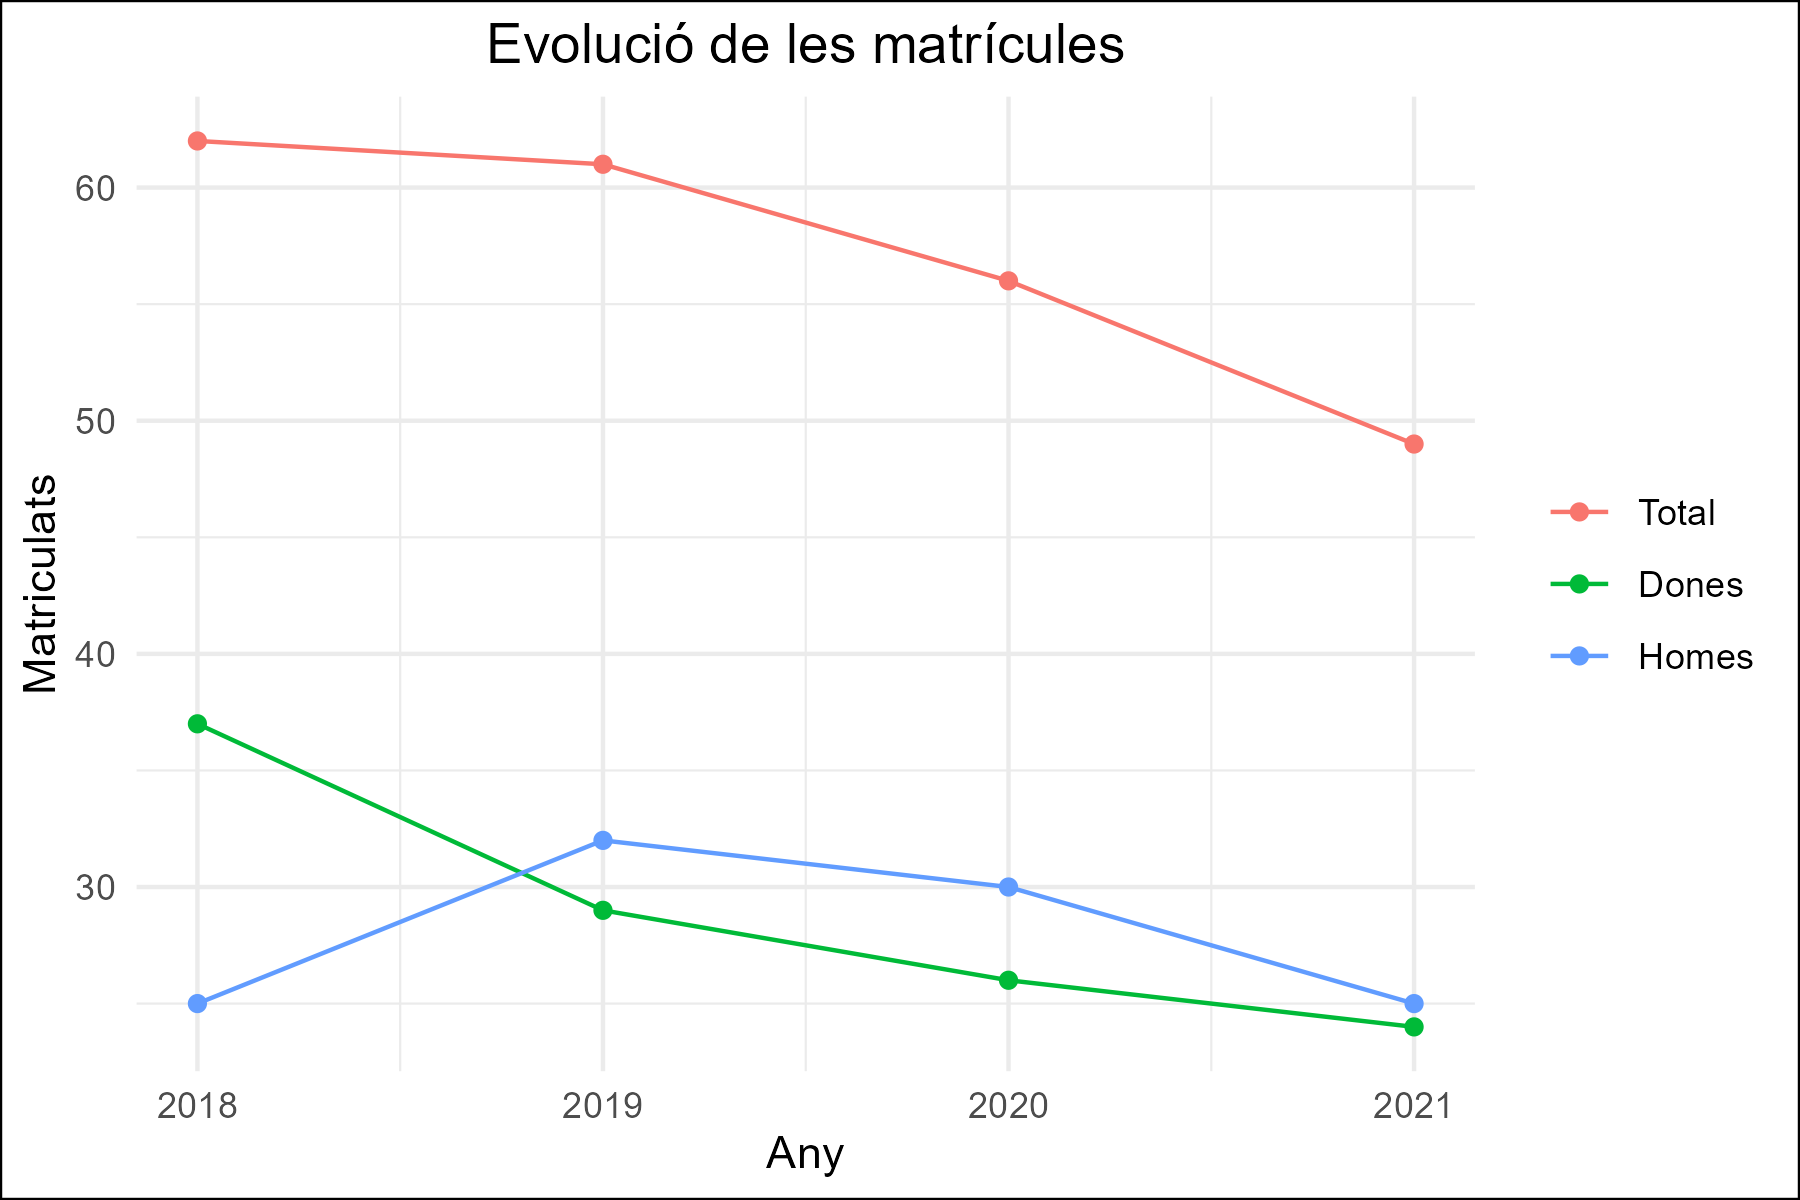 Evolució de les matrícules
60
50
40
30
Matriculats
2018 2019 2020 2021
Any
Total
Dones
Homes